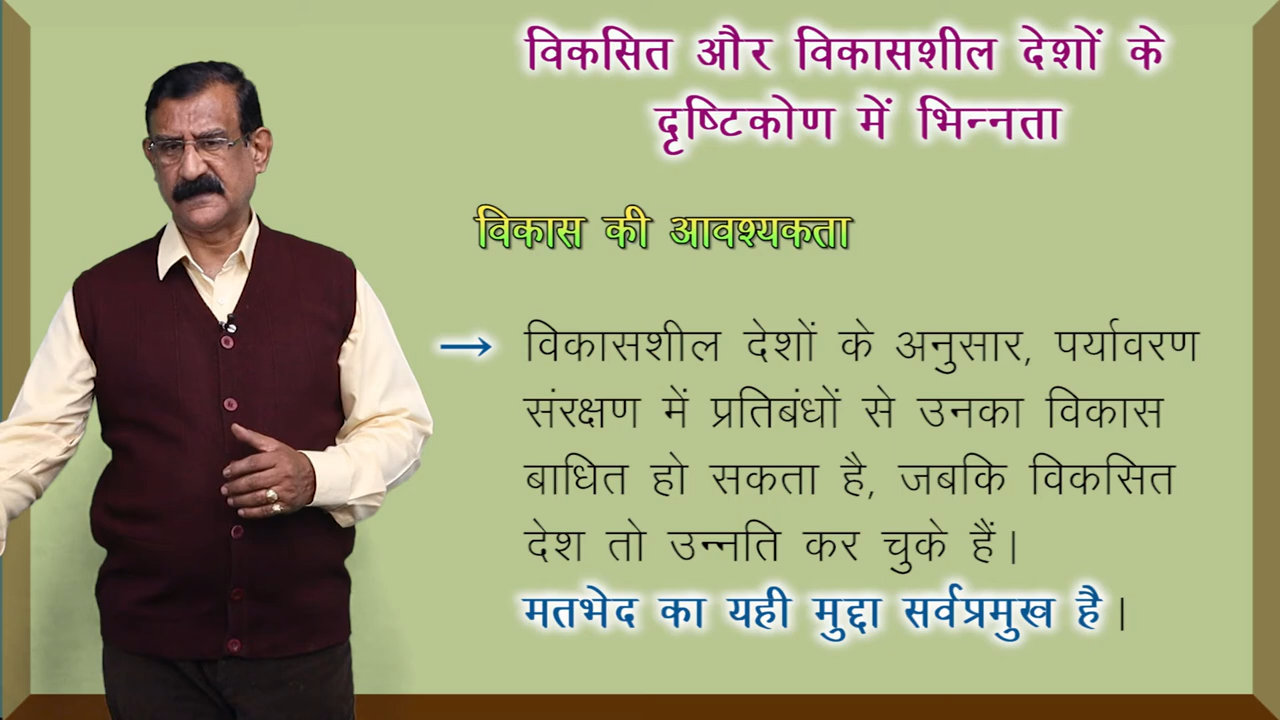 विकसित और विकासशील देशों के
दृष्टिकोण में भिन्नता
विकास की आवश्यकता
→ विकासशील देशों के अनुसार, पर्यावरण
संरक्षण में प्रतिबंधों से उनका विकास
बाधित हो सकता है, जबकि विकसित
देश तो उन्नति कर चुके हैं।
मतभेद का यही मुद्दा सर्वप्रमुख है।